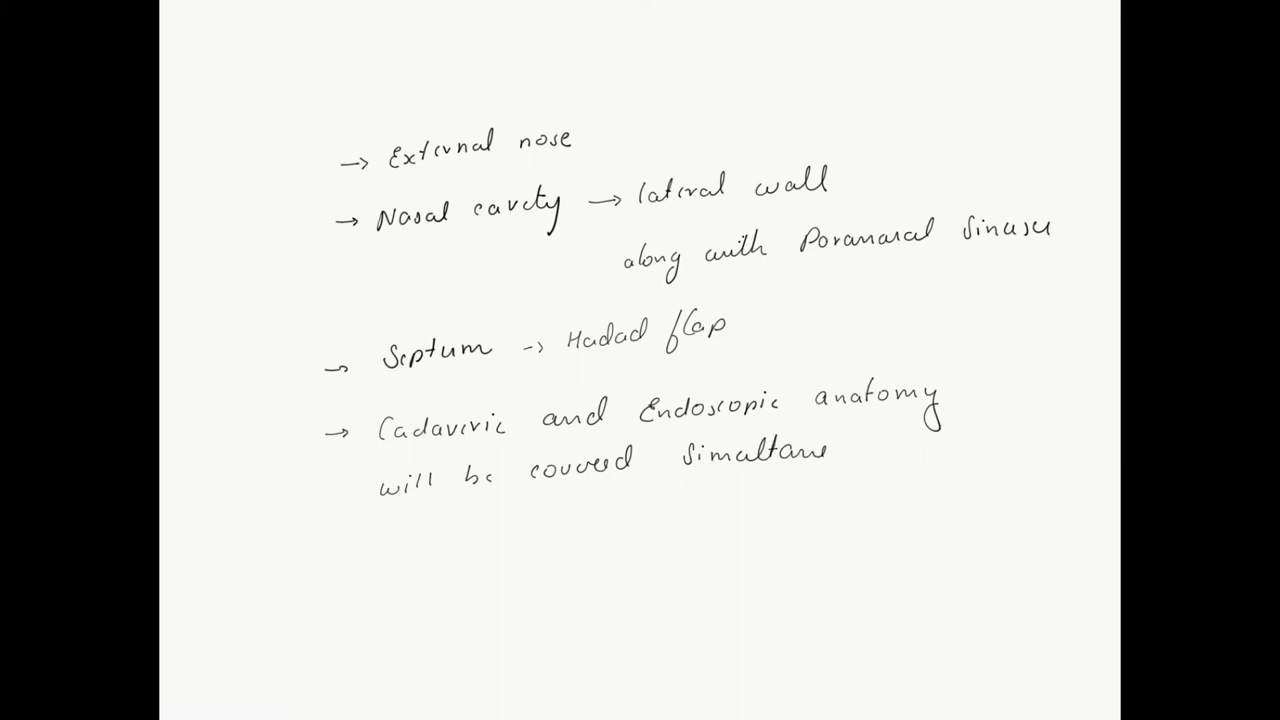 → External nose
→ Nasal cavity → lateral wall
along with Paranasal Sinuses
→ Septum → Hadad flap
→ Cadaveric and Endoscopic anatomy
will be covered simultane